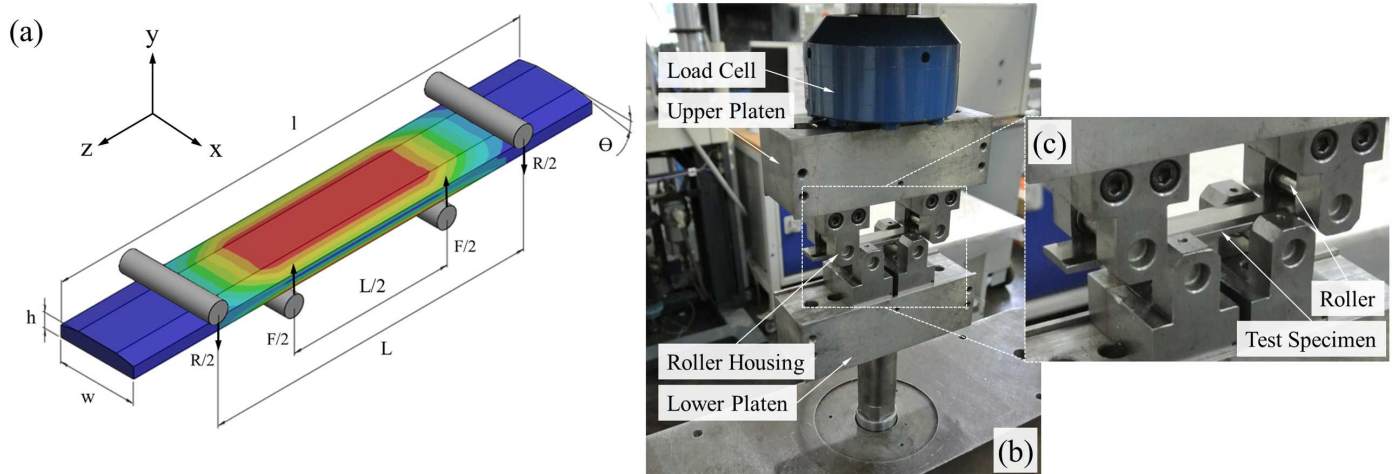 (a)
y
z
x
l
Θ
R/2
F/2
L/2
L
F/2
R/2
h
w
Load Cell
Upper Platen
Roller Housing
Lower Platen
(b)
(c)
Roller
Test Specimen